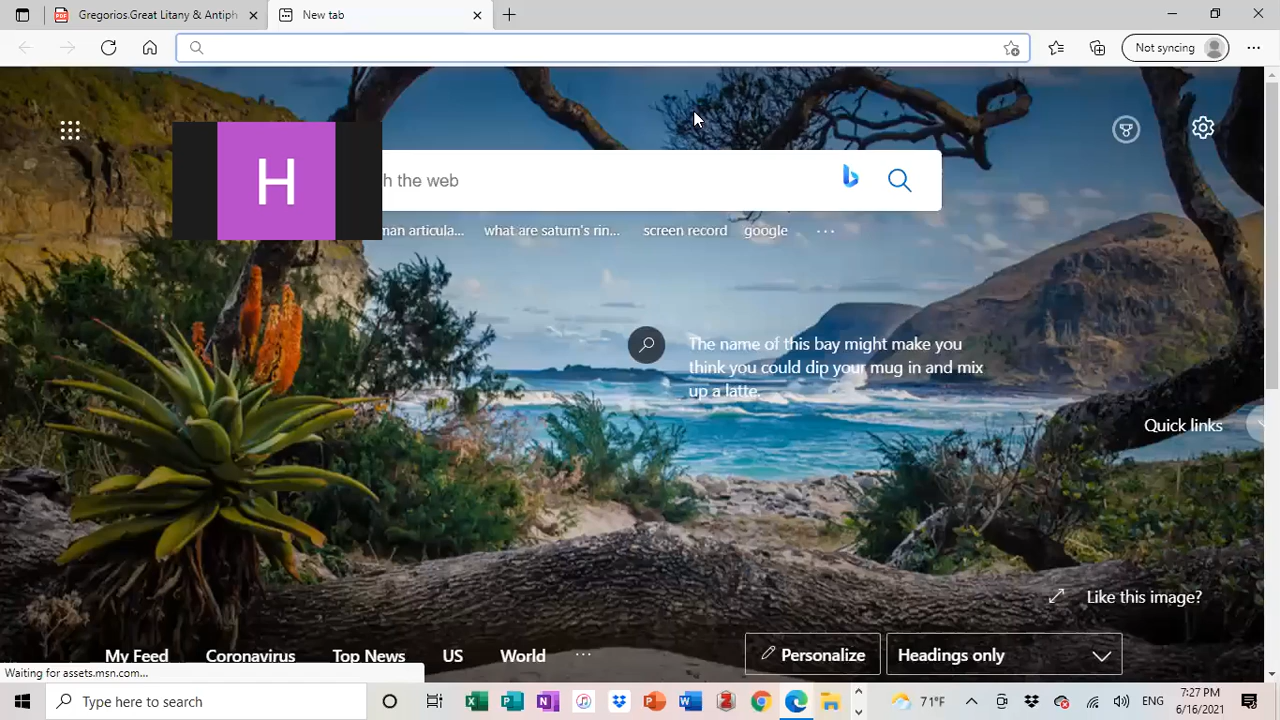 Gregorios.Great Litany & Antiph
New tab
Not syncing
H
h the web
man articula...
what are saturn's rin...
screen record
google
The name of this bay might make you
think you could dip your mug in and mix
up a latte.
Quick links
Like this image?
My Feed
Coronavirus
Top News
US
World
Personalize
Headings only
Waiting for assets.msn.com...
Type here to search
71°F
ENG
7:27 PM
6/16/2021